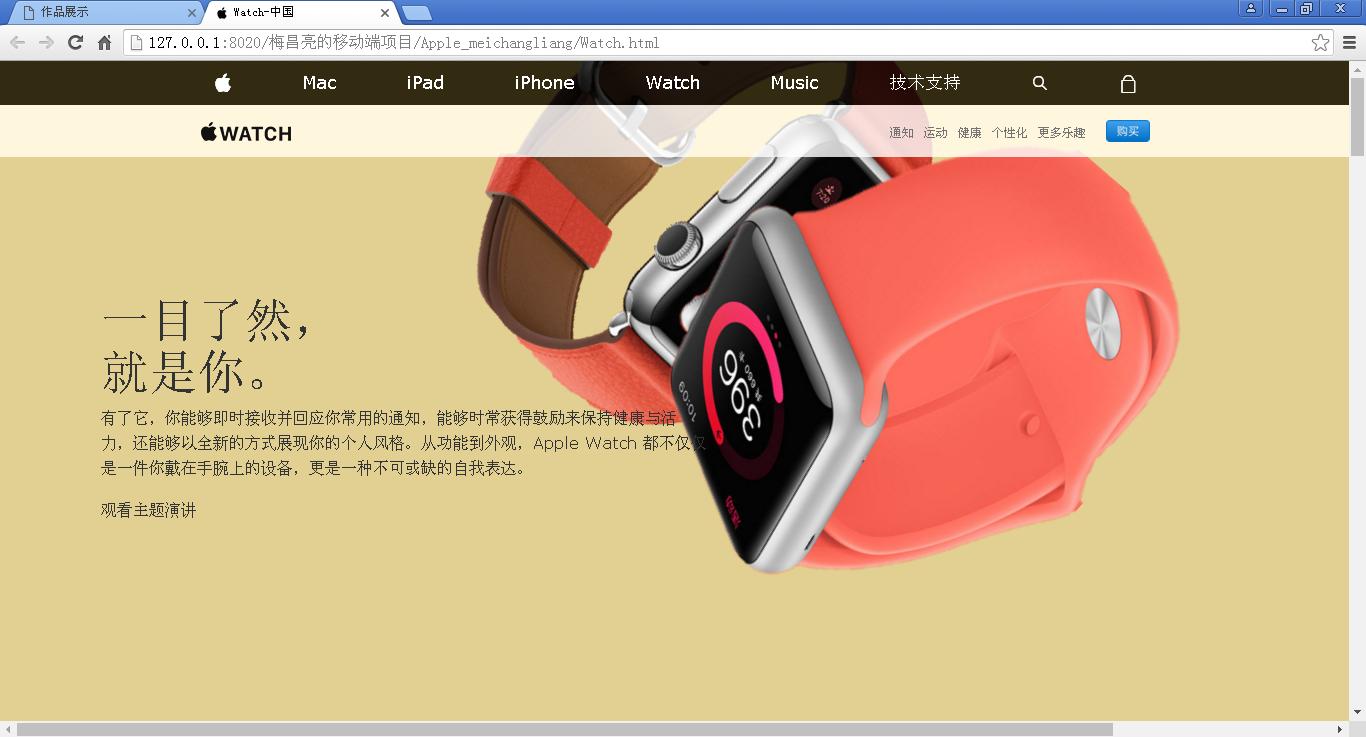 作品展示
Watch-中国
127.0.0.1:8020/梅昌亮的移动端项目/Apple_meichangliang/Watch.html
Mac iPad iPhone Watch Music 技术支持
WATCH 通知 运动 健康 个性化 更多乐趣 购买
7:20
一目了然，
就是你。
有了它，你能够即时接收并回应你常用的通知，能够时常获得鼓励来保持健康与活
力，还能够以全新的方式展现你的个人风格。从功能到外观，Apple Watch 都不仅仅
是一件你戴在手腕上的设备，更是一种不可或缺的自我表达。
观看主题演讲
10:09
396